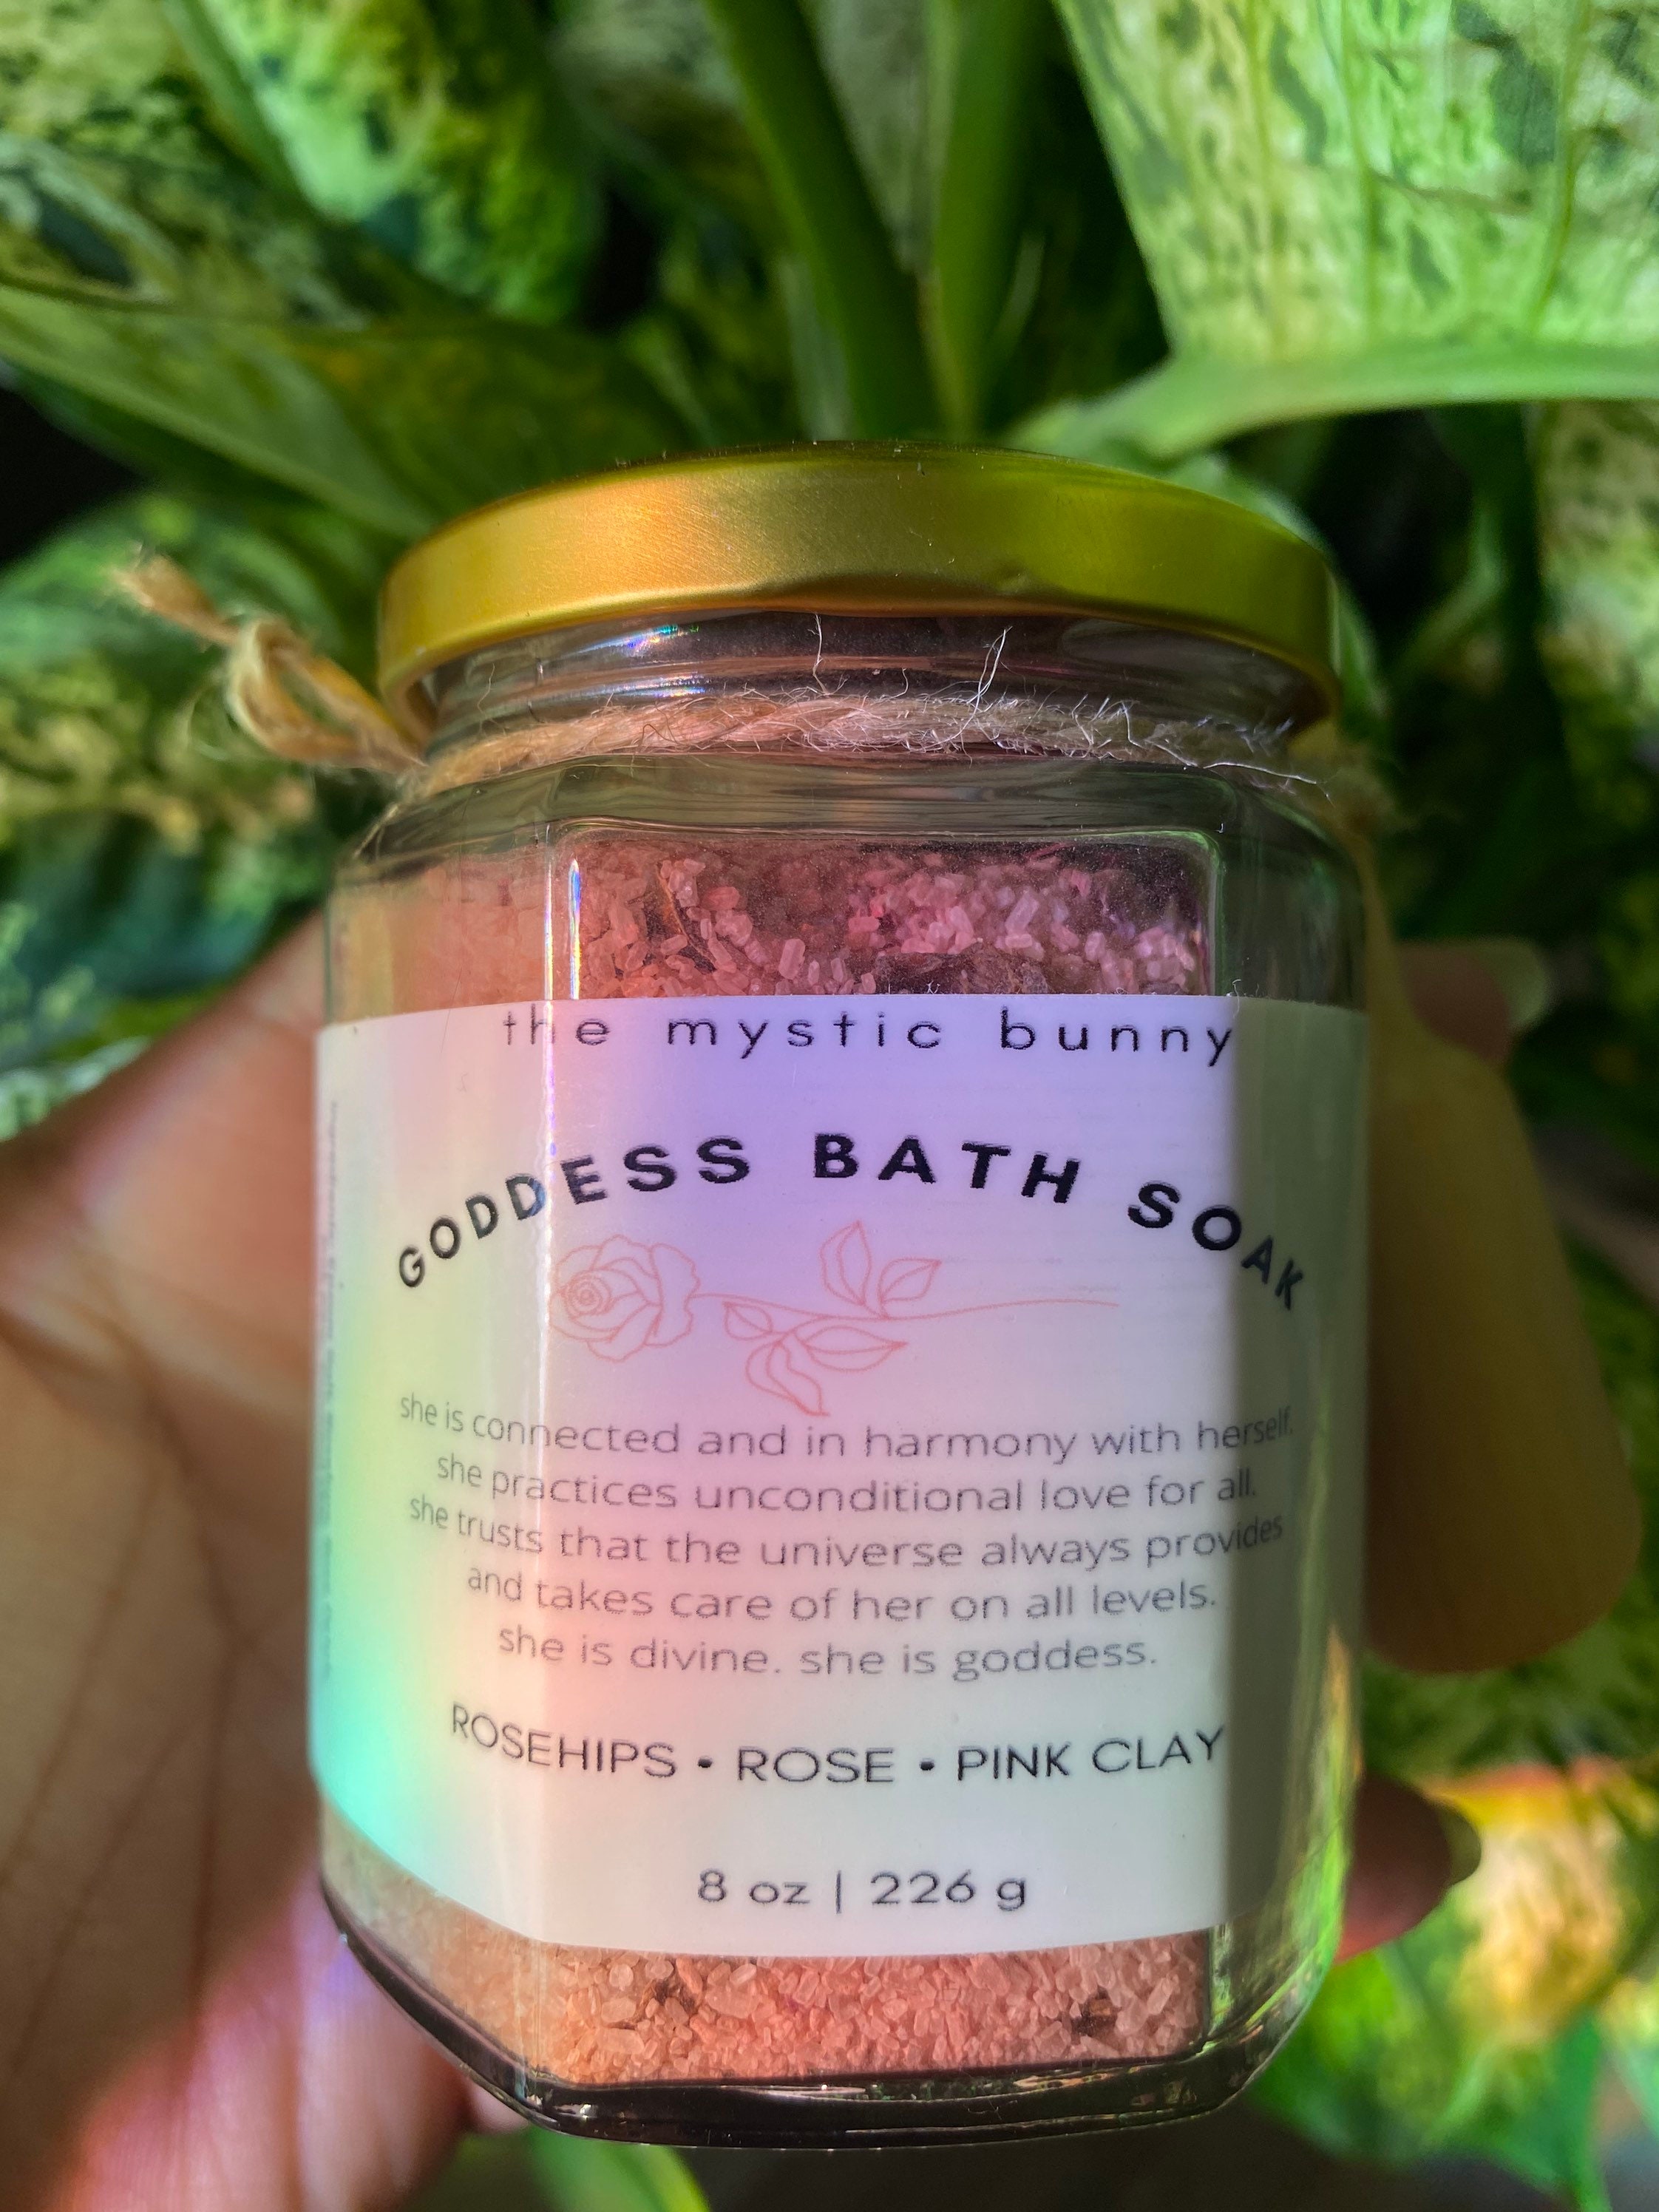 the mystic bunny
GODDESS BATH SOAK
she is connected and in harmony with herself.
she practices unconditional love for all.
she trusts that the universe always provides
and takes care of her on all levels.
she is divine. she is goddess.
ROSEHIPS • ROSE • PINK CLAY
8 oz | 226 g